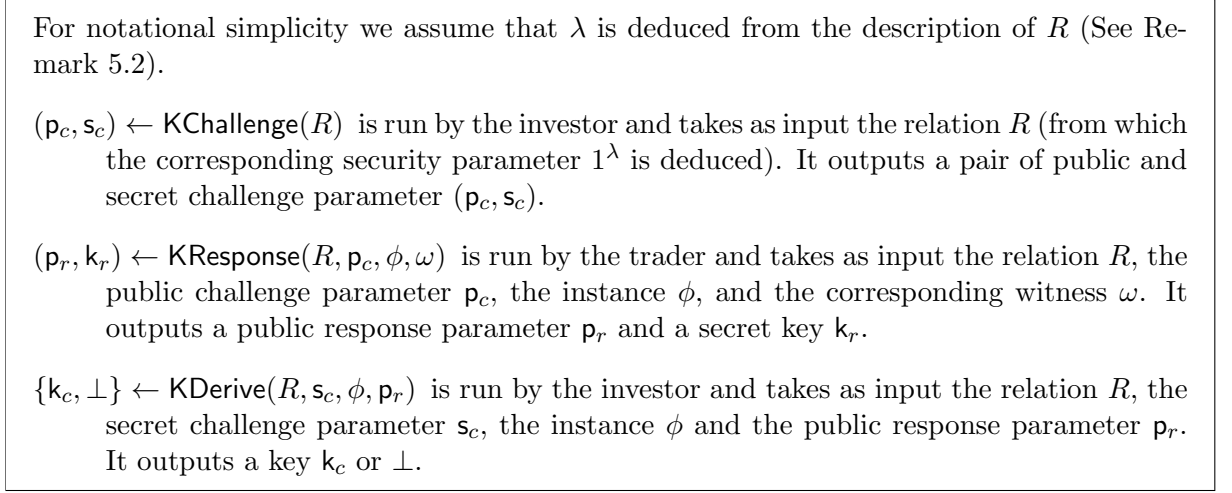 For notational simplicity we assume that λ is deduced from the description of R (See Re-
mark 5.2).
(p_c, s_c) ← KChallenge(R) is run by the investor and takes as input the relation R (from which
the corresponding security parameter 1^λ is deduced). It outputs a pair of public and
secret challenge parameter (p_c, s_c).
(p_r, k_r) ← KResponse(R, p_c, ϕ, ω) is run by the trader and takes as input the relation R, the
public challenge parameter p_c, the instance ϕ, and the corresponding witness ω. It
outputs a public response parameter p_r and a secret key k_r.
{k_c, ⊥} ← KDerive(R, s_c, ϕ, p_r) is run by the investor and takes as input the relation R, the
secret challenge parameter s_c, the instance ϕ and the public response parameter p_r.
It outputs a key k_c or ⊥.